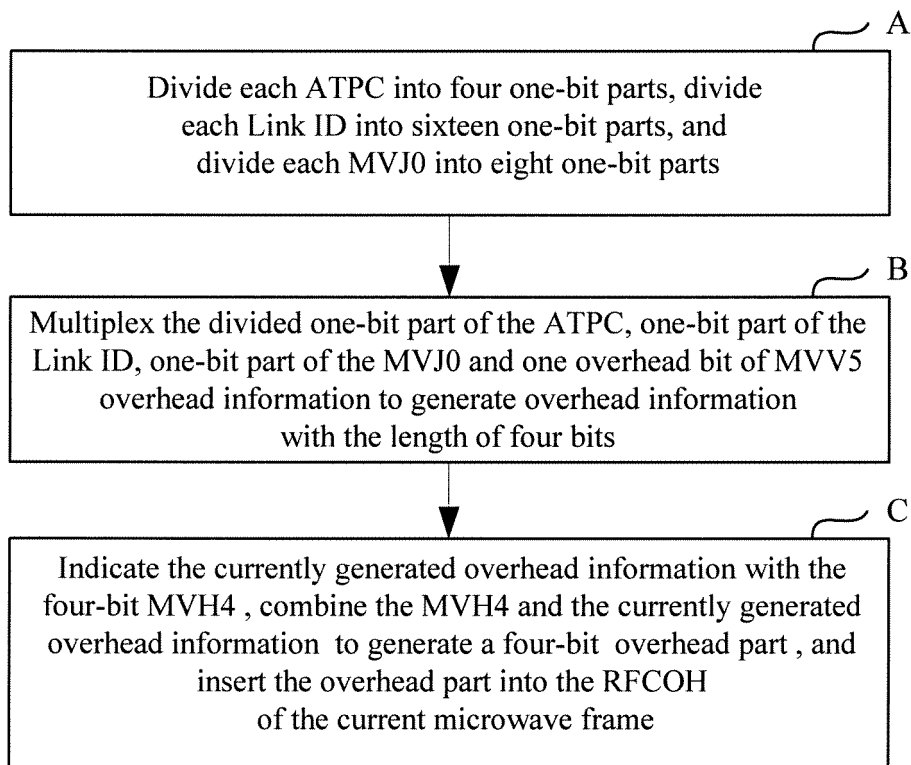 A
Divide each ATPC into four one-bit parts, divide
each Link ID into sixteen one-bit parts, and
divide each MVJ0 into eight one-bit parts
B
Multiplex the divided one-bit part of the ATPC, one-bit part of the
Link ID, one-bit part of the MVJ0 and one overhead bit of MVV5
overhead information to generate overhead information
with the length of four bits
C
Indicate the currently generated overhead information with the
four-bit MVH4 , combine the MVH4 and the currently generated
overhead information to generate a four-bit overhead part , and
insert the overhead part into the RFCOH
of the current microwave frame